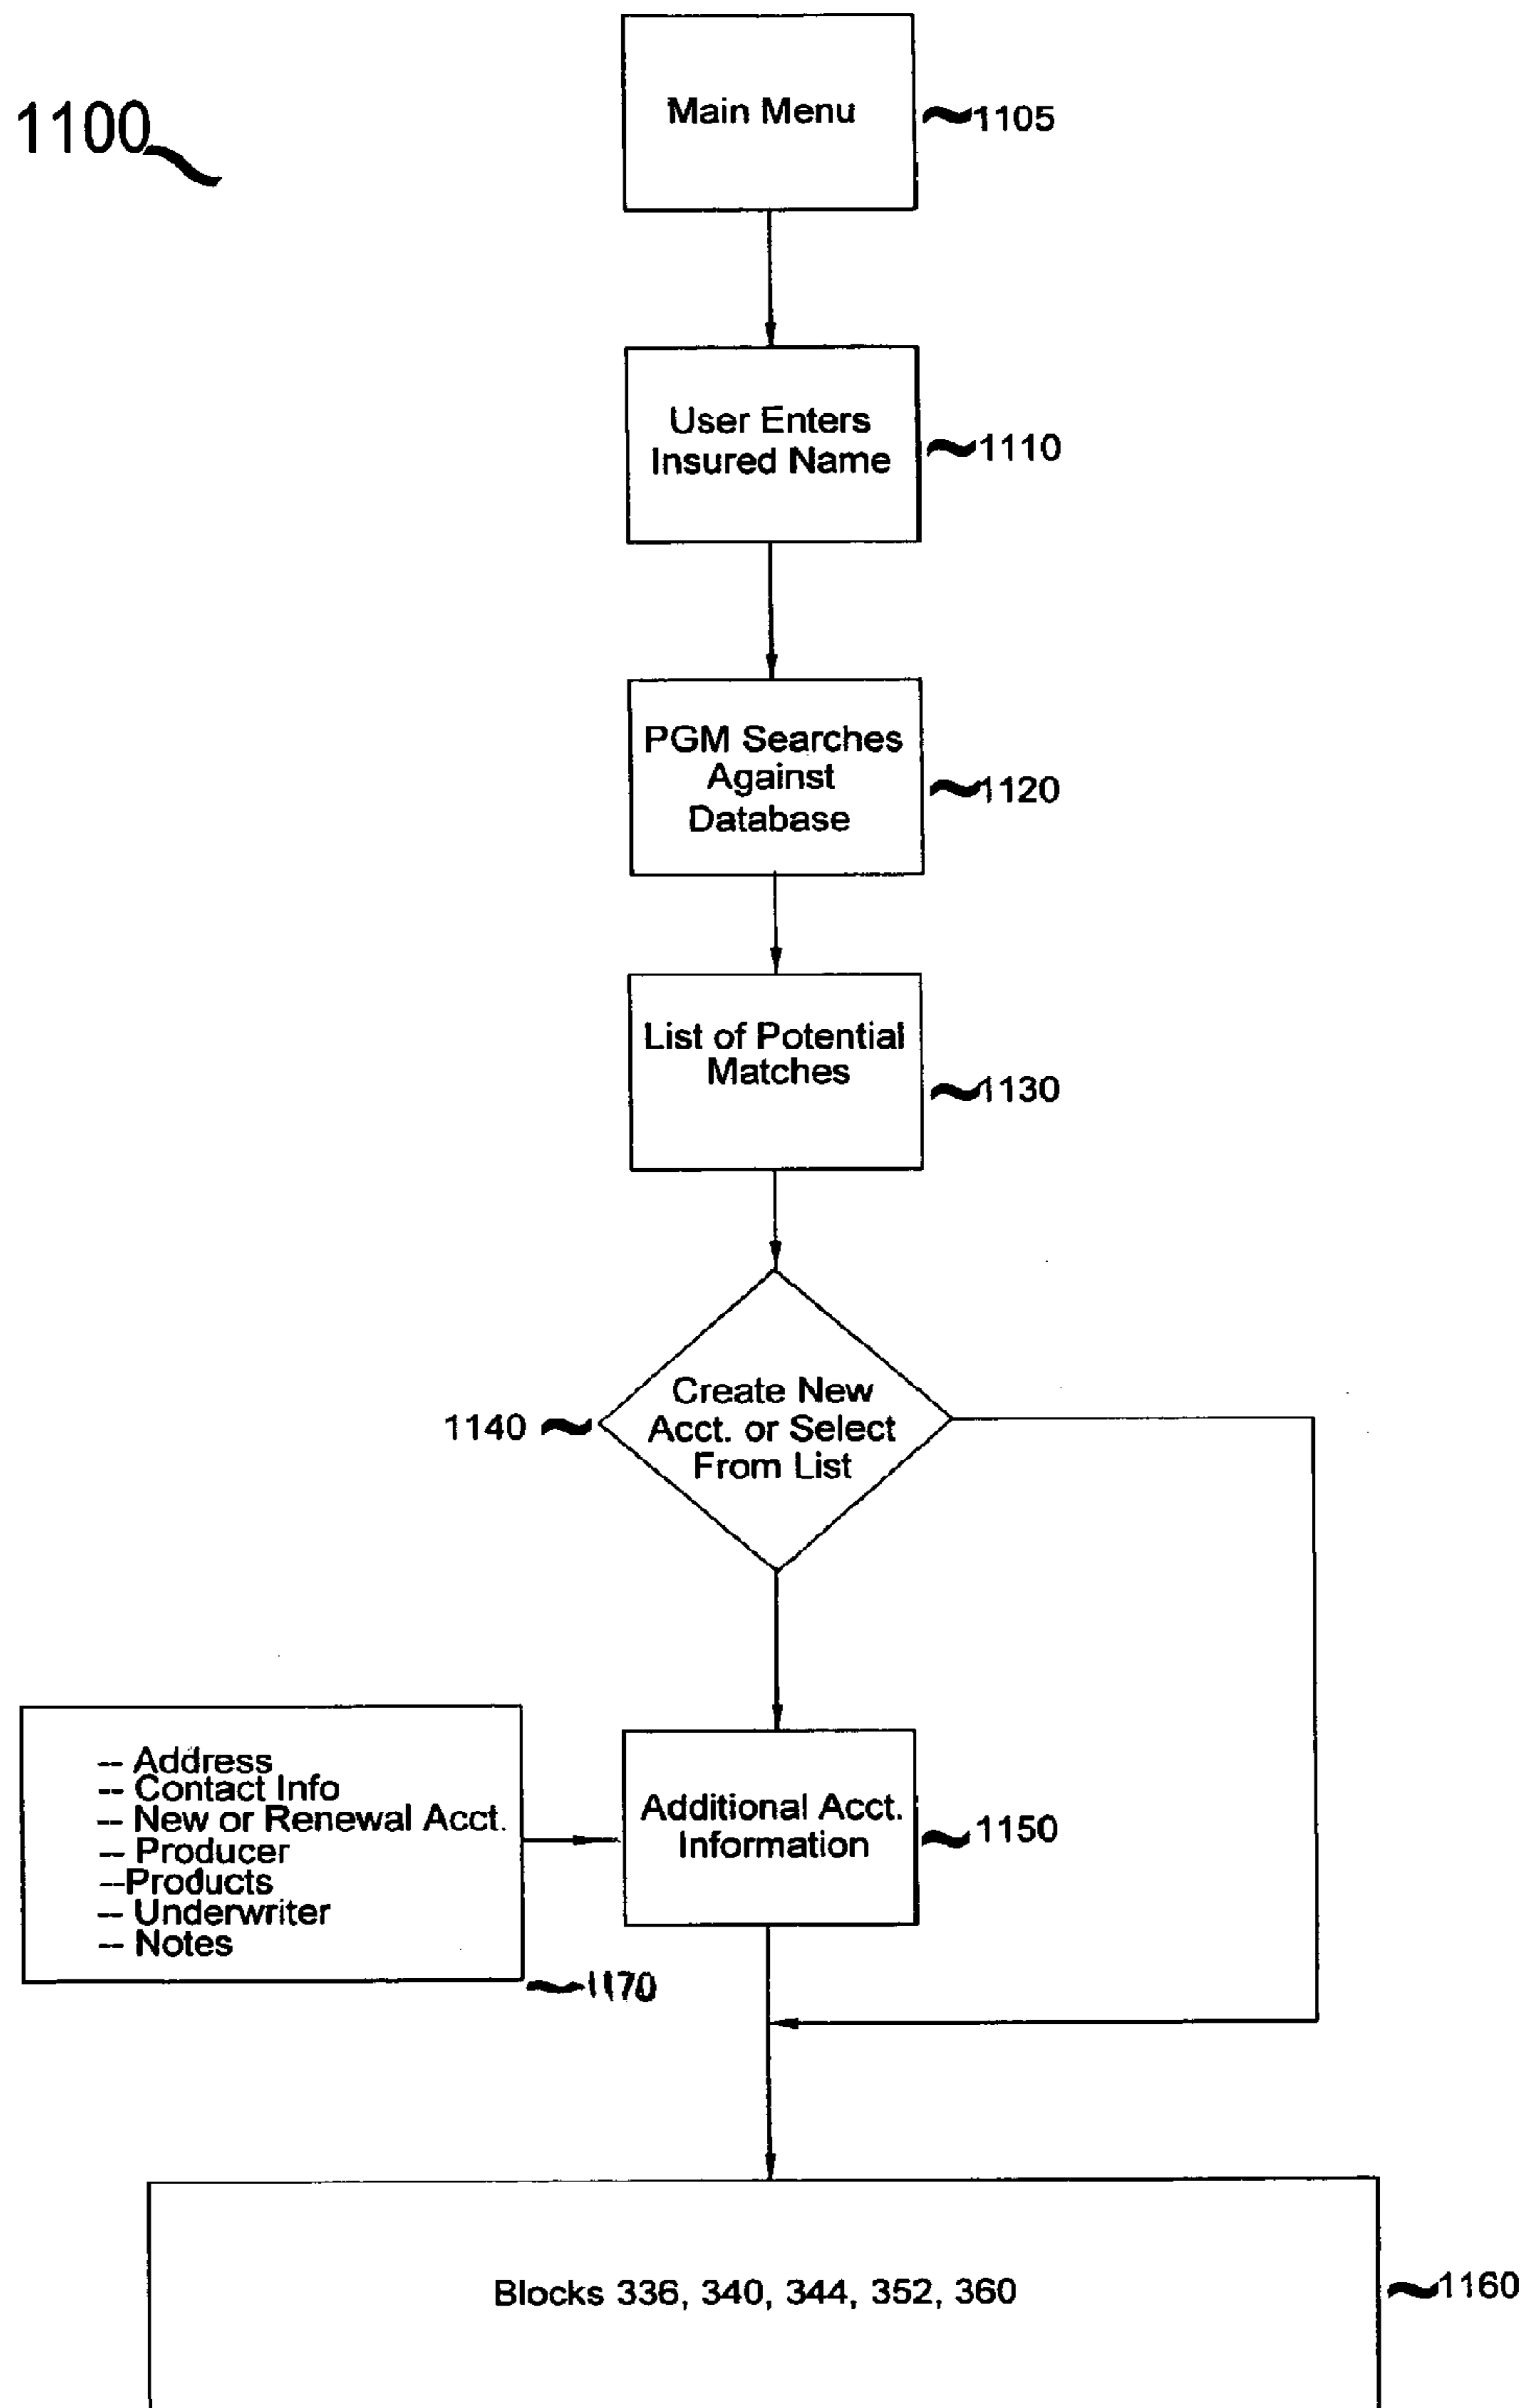 1100
Main Menu
1105
User Enters
Insured Name
1110
PGM Searches
Against
Database
1120
List of Potential
Matches
1130
Create New
Acct. or Select
From List
1140
-- Address
-- Contact Info
-- New or Renewal Acct.
-- Producer
--Products
-- Underwriter
-- Notes
1170
Additional Acct.
Information
1150
Blocks 336, 340, 344, 352, 360
1160